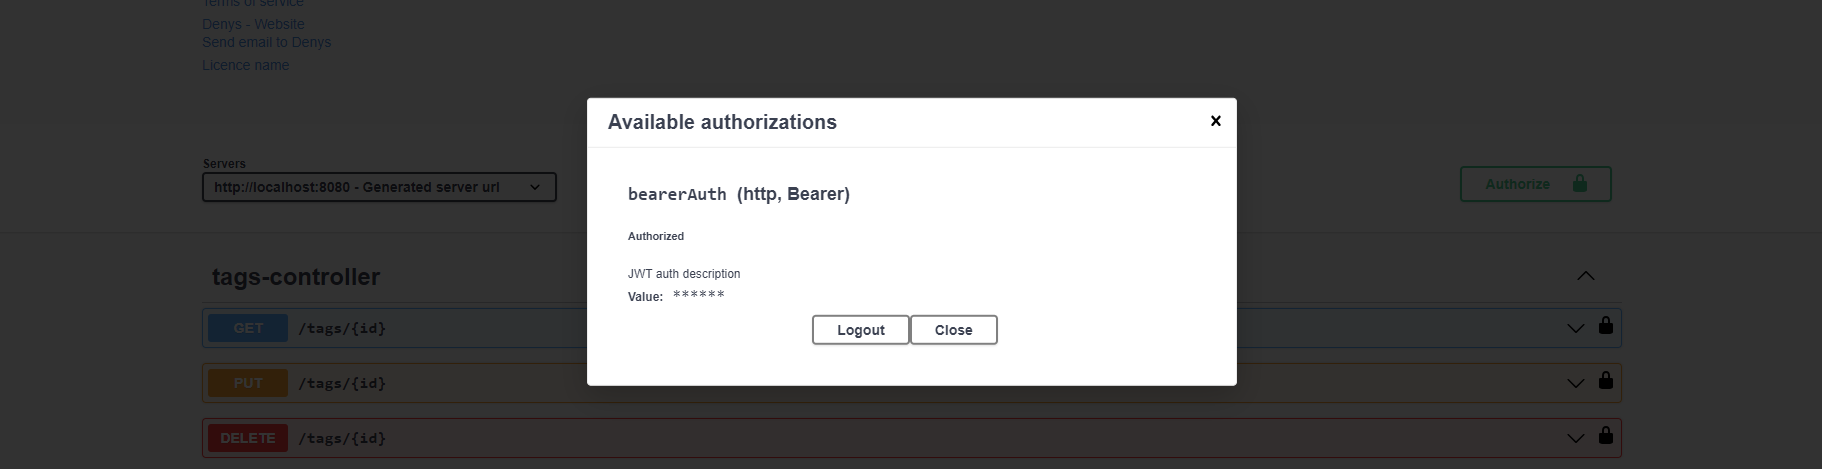 Terms of service
Denys - Website
Send email to Denys
Licence name
Available authorizations
Servers
http://localhost:8080 - Generated server url
Authorize
bearerAuth (http, Bearer)
Authorized
JWT auth description
Value: ******
Logout Close
tags-controller
GET /tags/{id}
PUT /tags/{id}
DELETE /tags/{id}